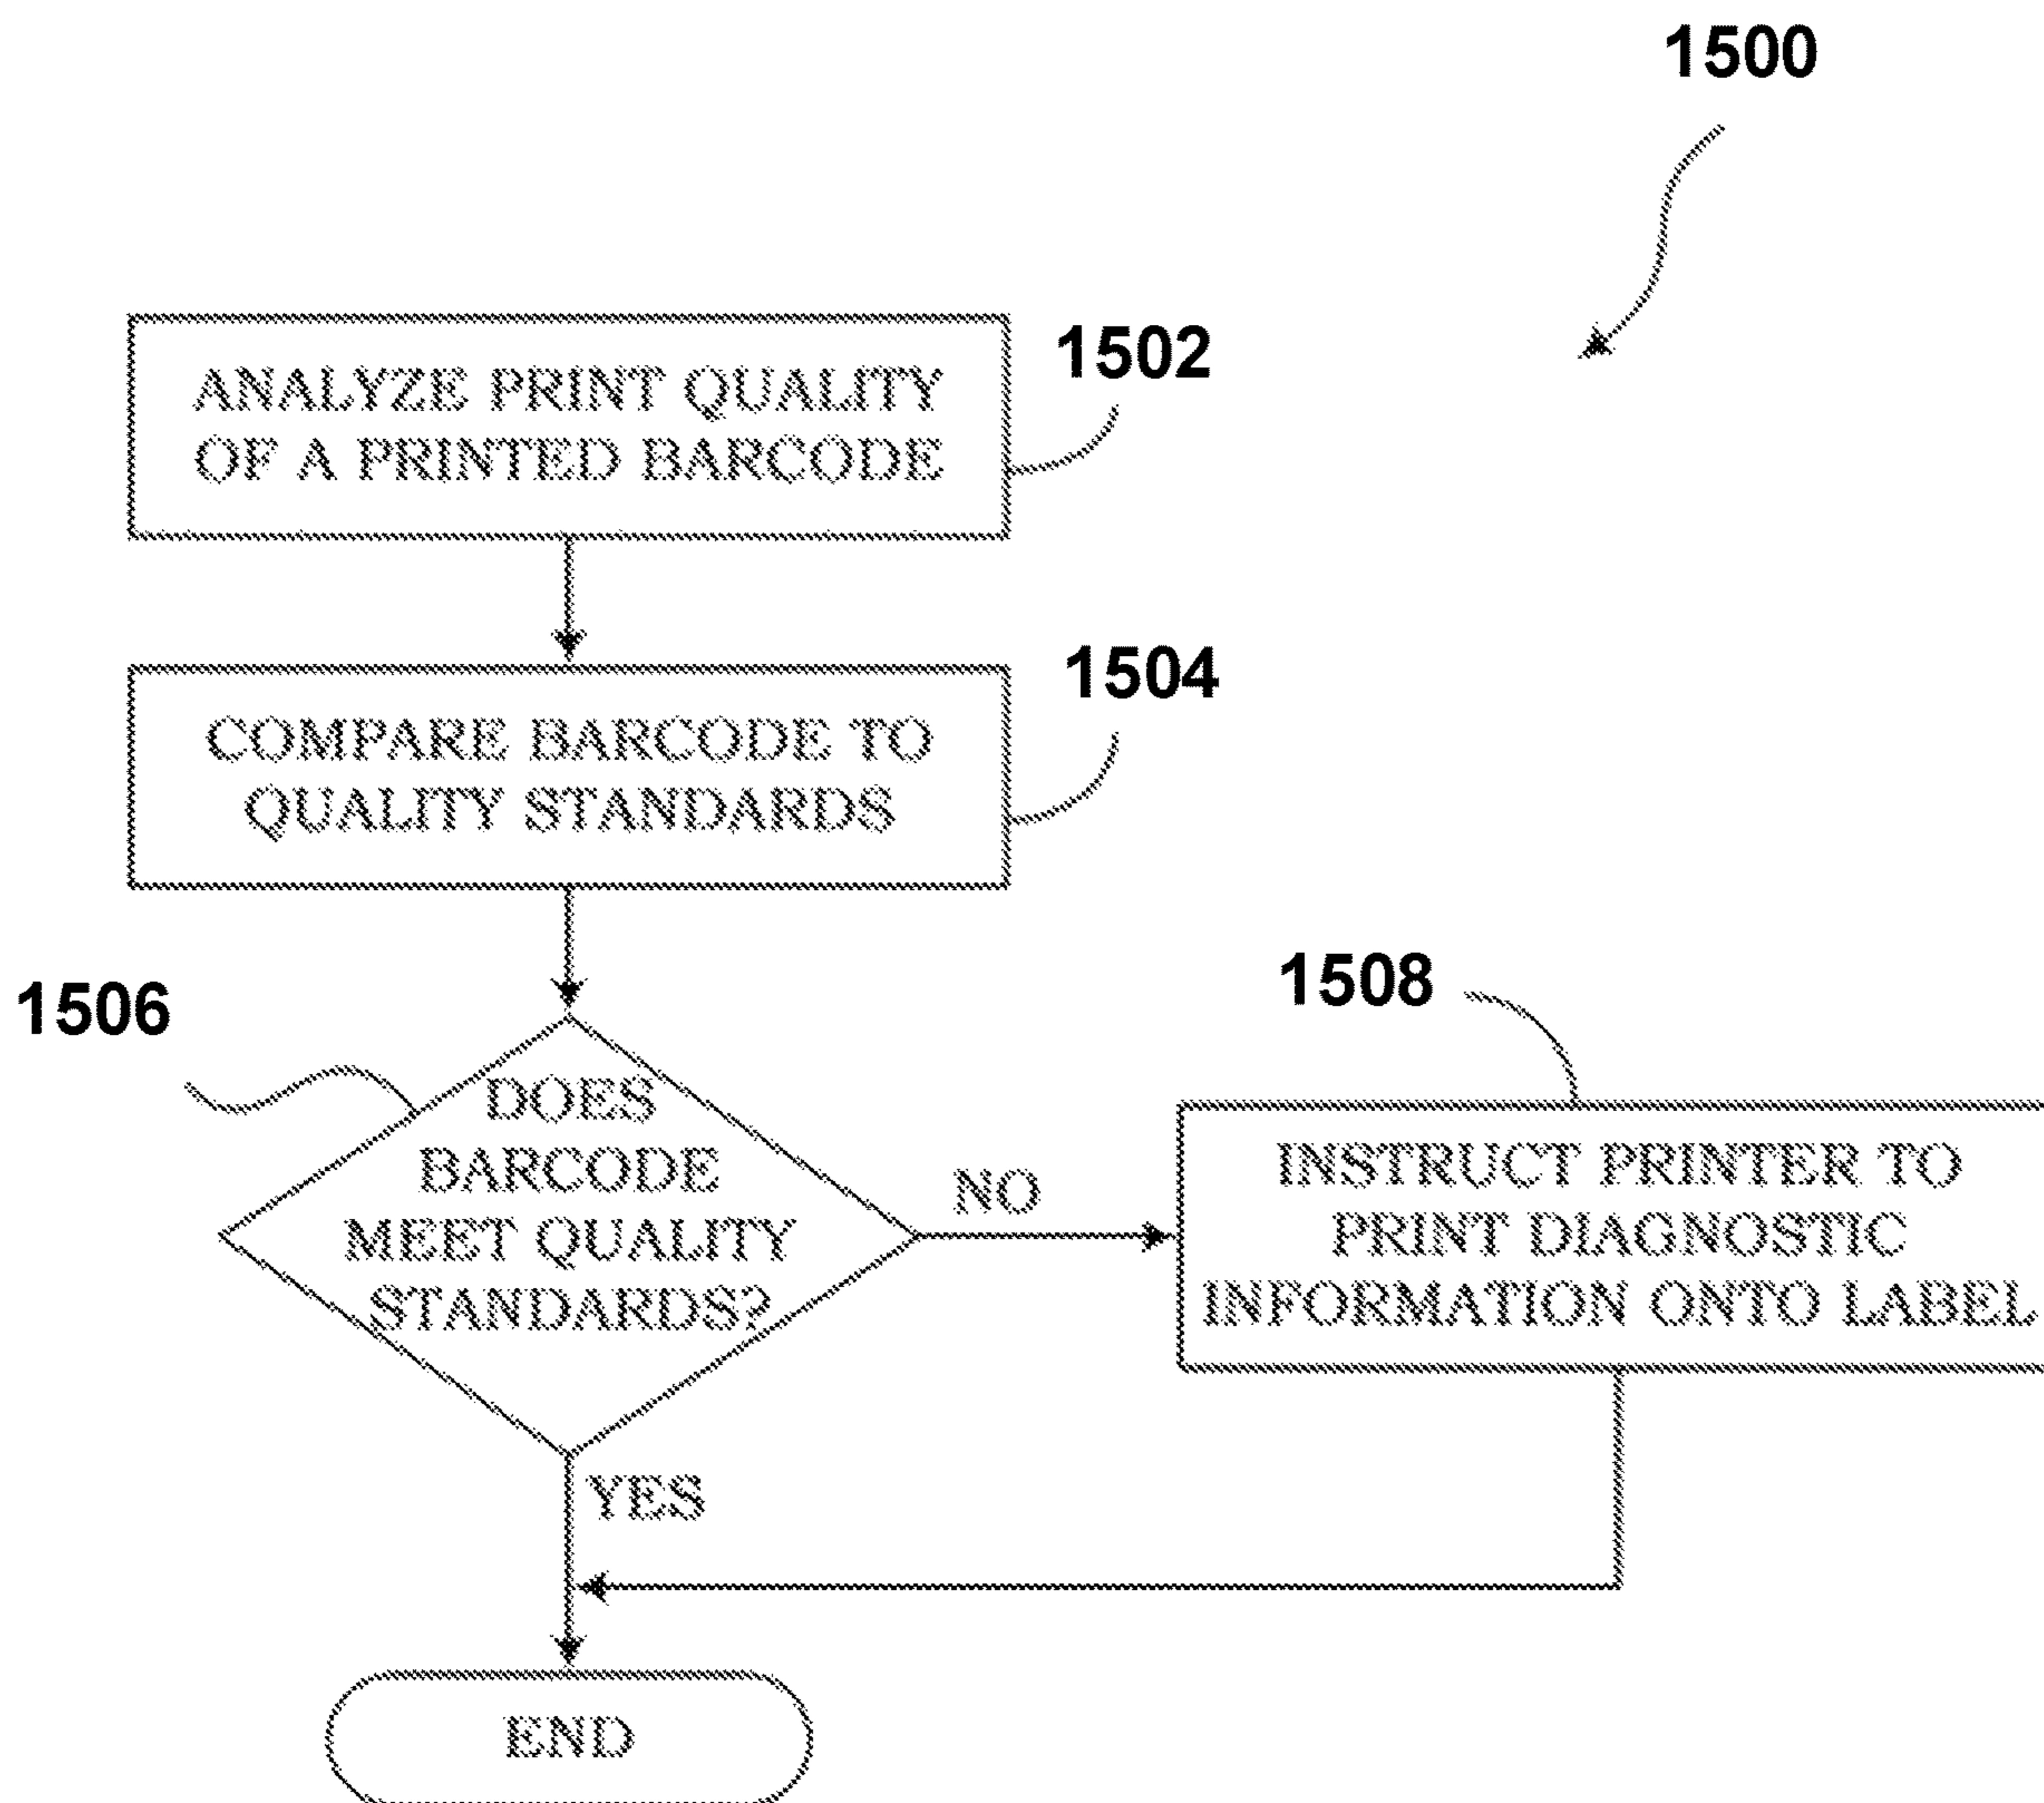 1500
ANALYZE PRINT QUALITY
OF A PRINTED BARCODE
1502
COMPARE BARCODE TO
QUALITY STANDARDS
1504
1506
DOES
BARCODE
MEET QUALITY
STANDARDS?
NO
1508
INSTRUCT PRINTER TO
PRINT DIAGNOSTIC
INFORMATION ONTO LABEL
YES
END